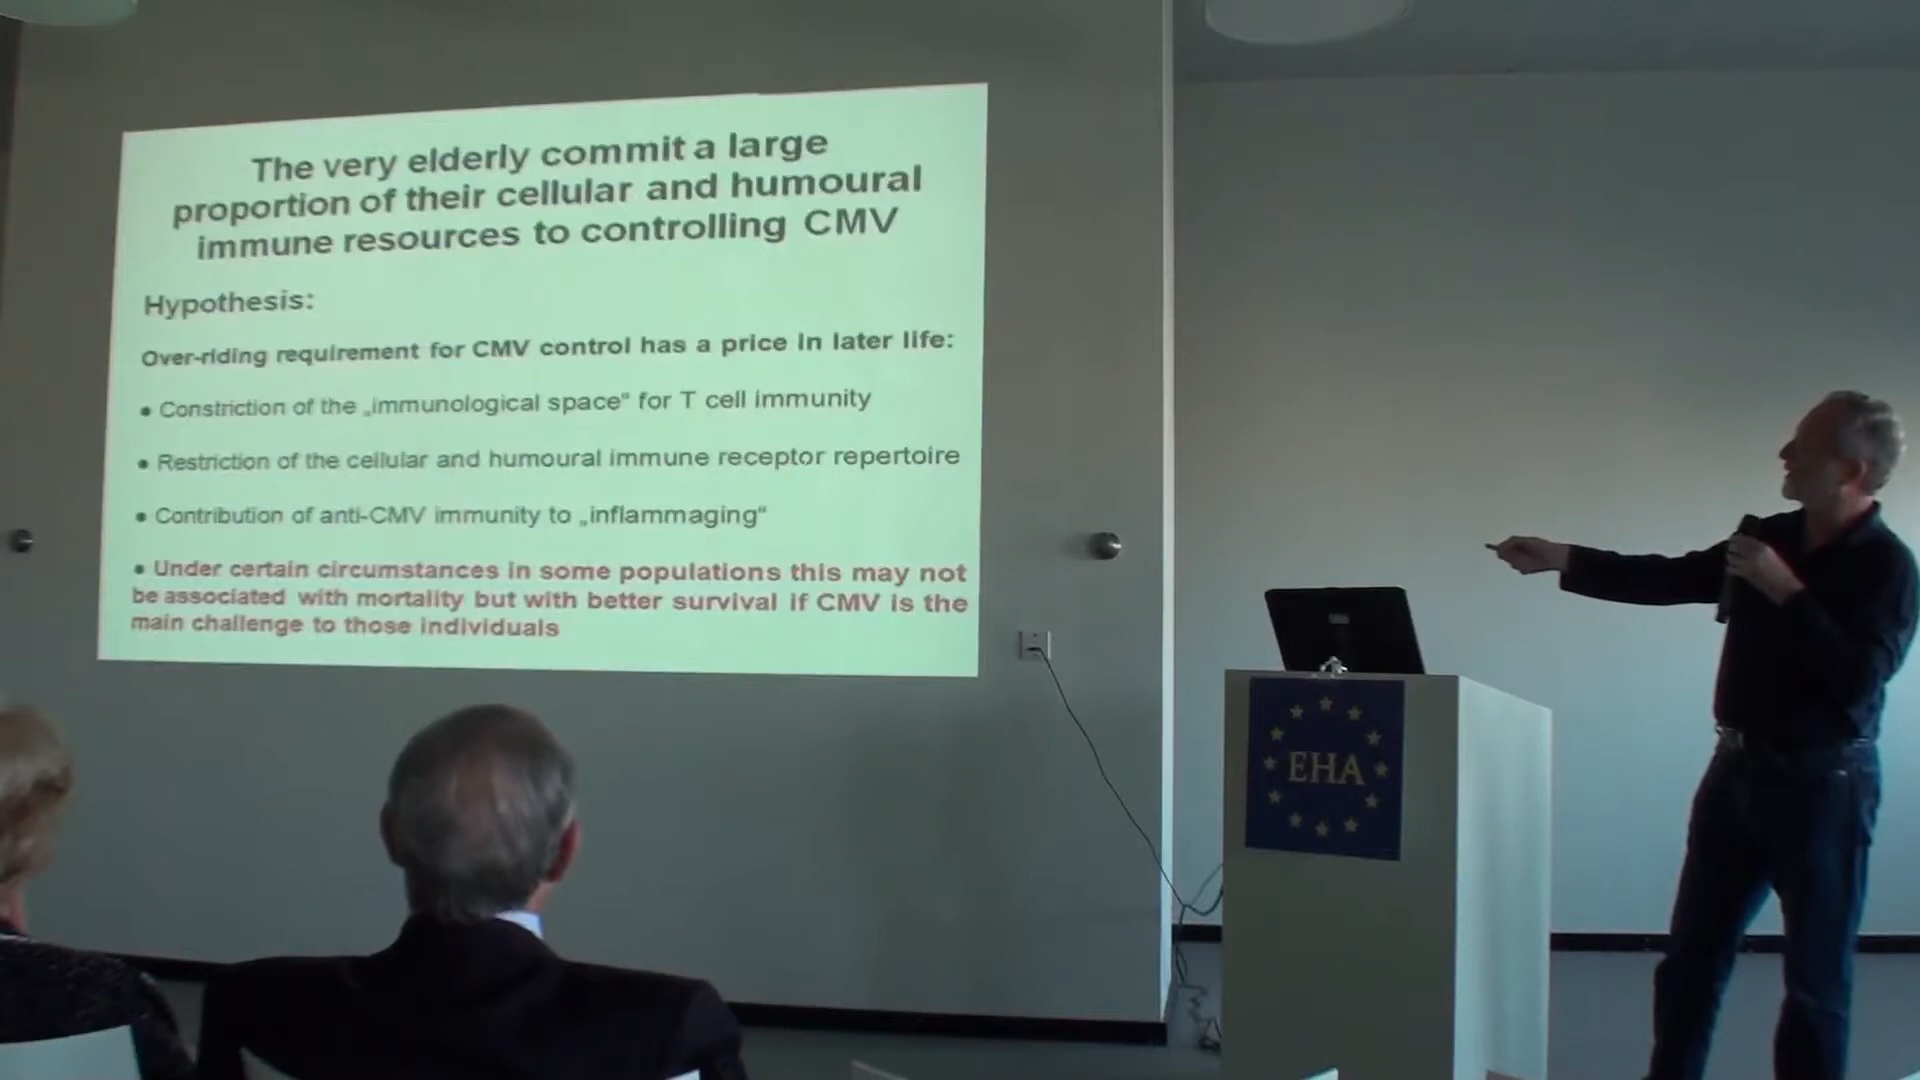 The very elderly commit a large
proportion of their cellular and humoural
immune resources to controlling CMV
Hypothesis:
Over-riding requirement for CMV control has a price in later life:
• Constriction of the „immunological space“ for T cell immunity
• Restriction of the cellular and humoural immune receptor repertoire
• Contribution of anti-CMV immunity to „inflammaging“
• Under certain circumstances in some populations this may not
be associated with mortality but with better survival if CMV is the
main challenge to those individuals
EHA